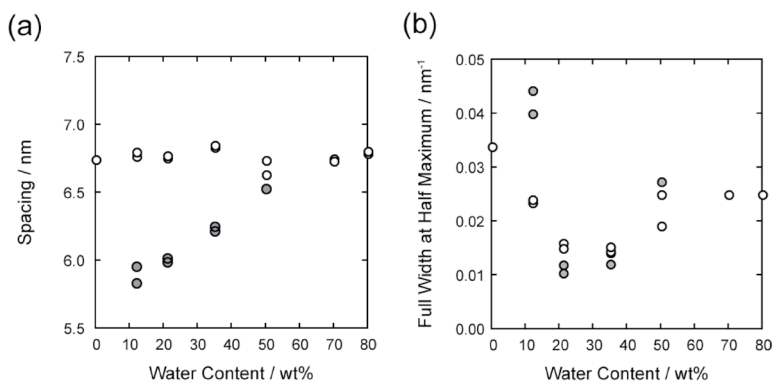 (a)
7.5
7.0
6.5
6.0
5.5
Spacing / nm
0 10 20 30 40 50 60 70 80
Water Content / wt%
(b)
0.05
0.04
0.03
0.02
0.01
0.00
Full Width at Half Maximum / nm⁻¹
0 10 20 30 40 50 60 70 80
Water Content / wt%